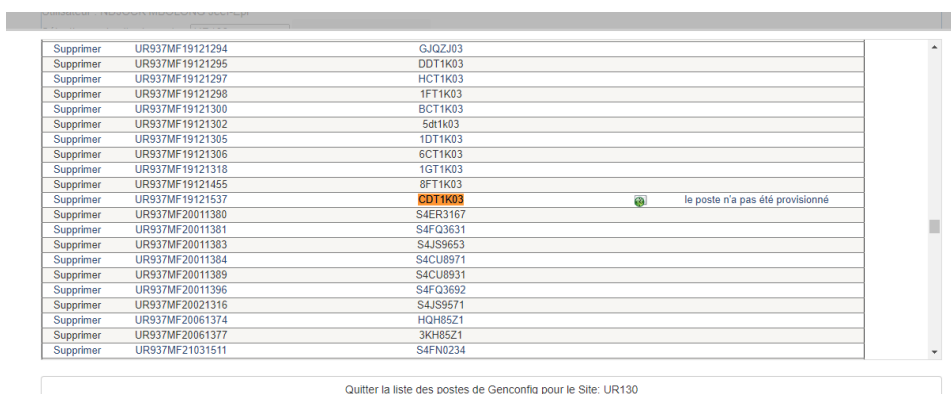 Supprimer UR937MF19121294 GJQZJ03
Supprimer UR937MF19121295 DDT1K03
Supprimer UR937MF19121297 HCT1K03
Supprimer UR937MF19121298 1FT1K03
Supprimer UR937MF19121300 BCT1K03
Supprimer UR937MF19121302 5dt1k03
Supprimer UR937MF19121305 1DT1K03
Supprimer UR937MF19121306 6CT1K03
Supprimer UR937MF19121318 1GT1K03
Supprimer UR937MF19121455 8FT1K03
Supprimer UR937MF19121537 CDT1K03 le poste n'a pas été provisionné
Supprimer UR937MF20011380 S4ER3167
Supprimer UR937MF20011381 S4FQ3631
Supprimer UR937MF20011383 S4JS9653
Supprimer UR937MF20011384 S4CU8971
Supprimer UR937MF20011389 S4CU8931
Supprimer UR937MF20011396 S4FQ3692
Supprimer UR937MF20021316 S4JS9571
Supprimer UR937MF20061374 HQH85Z1
Supprimer UR937MF20061377 3KH85Z1
Supprimer UR937MF21031511 S4FN0234
Quitter la liste des postes de Genconfig pour le Site: UR130